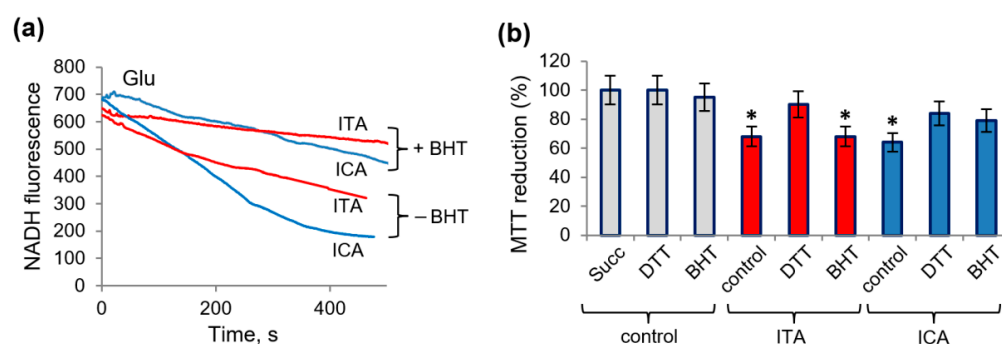 (a)
NADH fluorescence
800
700
600
500
400
300
200
100
0
Glu
ITA
ICA
+ BHT
ITA
ICA
– BHT
0
200
400
Time, s
(b)
MTT reduction (%)
120
100
80
60
40
20
0
*
*
*
Succ
DTT
BHT
control
DTT
BHT
control
DTT
BHT
control
ITA
ICA